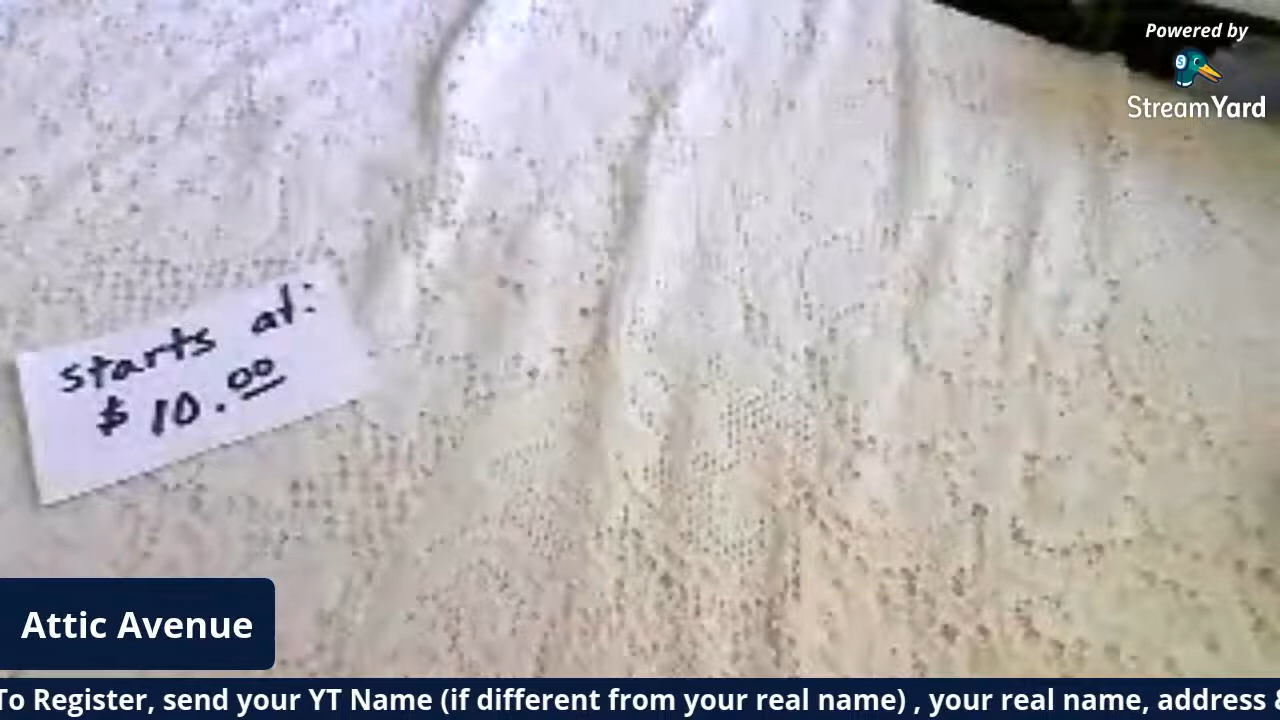 Powered by
StreamYard
starts at:
$10.00
Attic Avenue
To Register, send your YT Name (if different from your real name) , your real name, address &